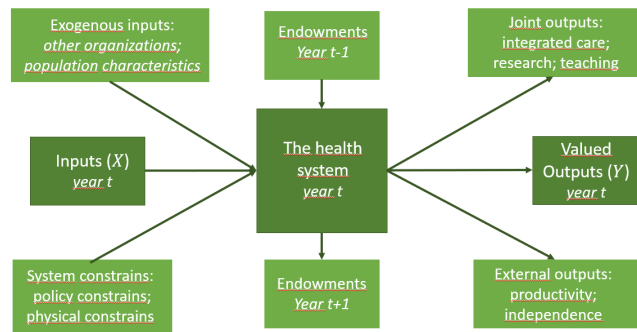 Exogenous inputs:
other organizations;
population characteristics
Endowments
Year t-1
Joint outputs:
integrated care;
research; teaching
Inputs (X)
year t
The health
system
year t
Valued
Outputs (Y)
year t
System constrains:
policy constrains;
physical constrains
Endowments
Year t+1
External outputs:
productivity;
independence